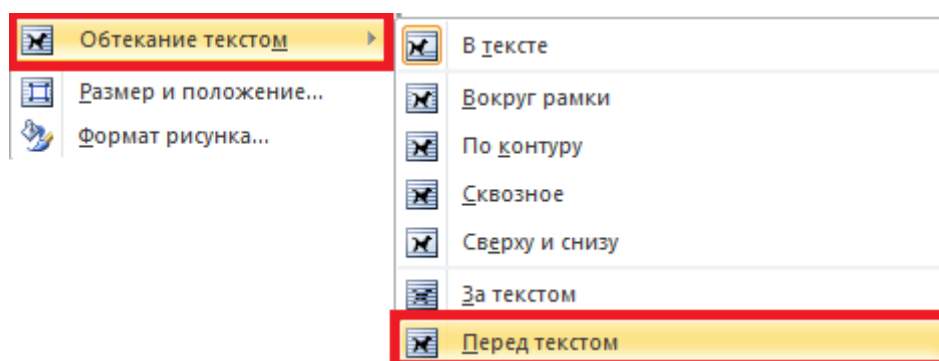 Обтекание текстом
Размер и положение...
Формат рисунка...
В тексте
Вокруг рамки
По контуру
Сквозное
Сверху и снизу
За текстом
Перед текстом